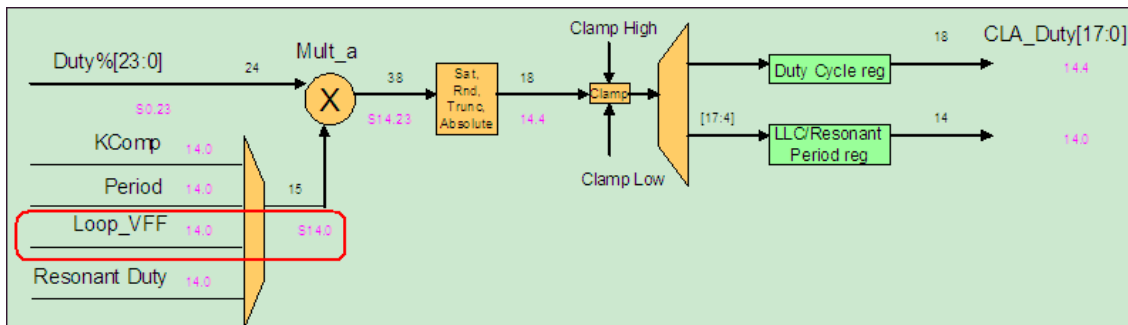 Duty%[23:0]
24
S0.23
Mult_a
X
38
S14.23
Sat,
Rnd,
Trunc,
Absolute
18
14.4
Clamp High
Clamp
Clamp Low
[17:4]
Duty Cycle reg
18
CLA_Duty[17:0]
14.4
LLC/Resonant
Period reg
14
14.0
KComp 14.0
Period 14.0
15
Loop_VFF 14.0
S14.0
Resonant Duty 14.0